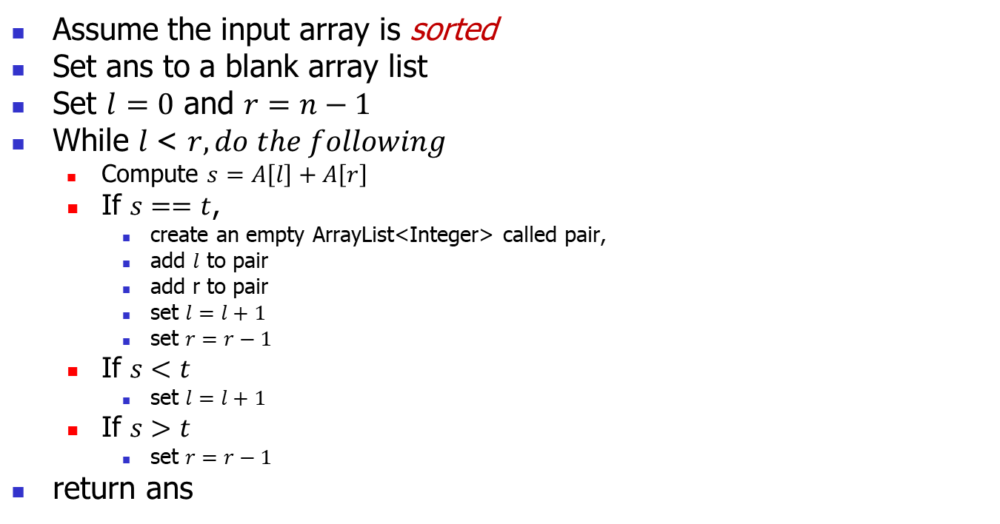 Assume the input array is sorted
Set ans to a blank array list
Set l = 0 and r = n − 1
While l < r, do the following
Compute s = A[l] + A[r]
If s == t,
create an empty ArrayList<Integer> called pair,
add l to pair
add r to pair
set l = l + 1
set r = r − 1
If s < t
set l = l + 1
If s > t
set r = r − 1
return ans